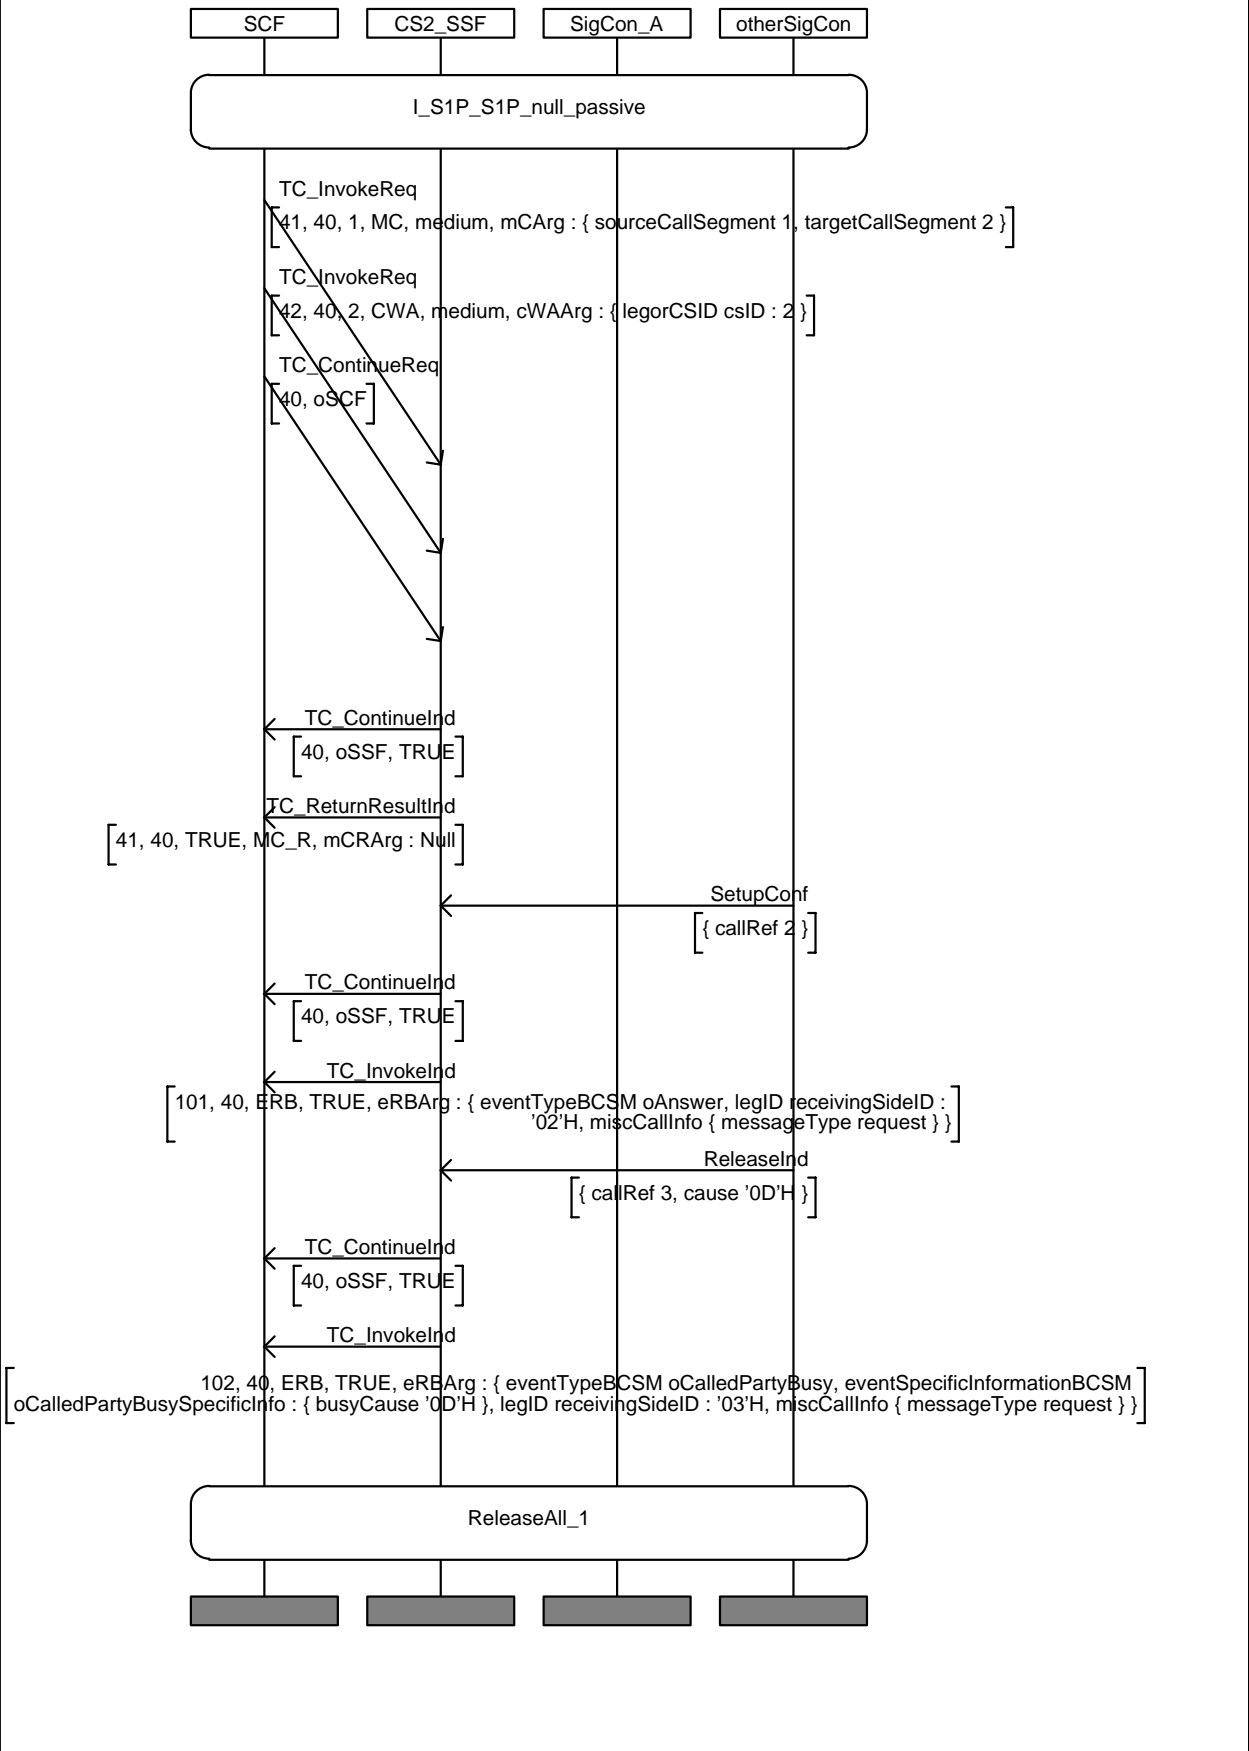 SCF
CS2_SSF
SigCon_A
otherSigCon
I_S1P_S1P_null_passive
TC_InvokeReq
41, 40, 1, MC, medium, mCArg : { sourceCallSegment 1, targetCallSegment 2 }
TC_InvokeReq
42, 40, 2, CWA, medium, cWAArg : { legorCSID csID : 2 }
TC_ContinueReq
40, oSCF
TC_ContinueInd
40, oSSF, TRUE
TC_ReturnResultInd
41, 40, TRUE, MC_R, mCRArg : Null
SetupConf
{ callRef 2 }
TC_ContinueInd
40, oSSF, TRUE
TC_InvokeInd
101, 40, ERB, TRUE, eRBArg : { eventTypeBCSM oAnswer, legID receivingSideID :
'02'H, miscCallInfo { messageType request } }
ReleaseInd
{ callRef 3, cause '0D'H }
TC_ContinueInd
40, oSSF, TRUE
TC_InvokeInd
102, 40, ERB, TRUE, eRBArg : { eventTypeBCSM oCalledPartyBusy, eventSpecificInformationBCSM
oCalledPartyBusySpecificInfo : { busyCause '0D'H }, legID receivingSideID : '03'H, miscCallInfo { messageType request } }
ReleaseAll_1